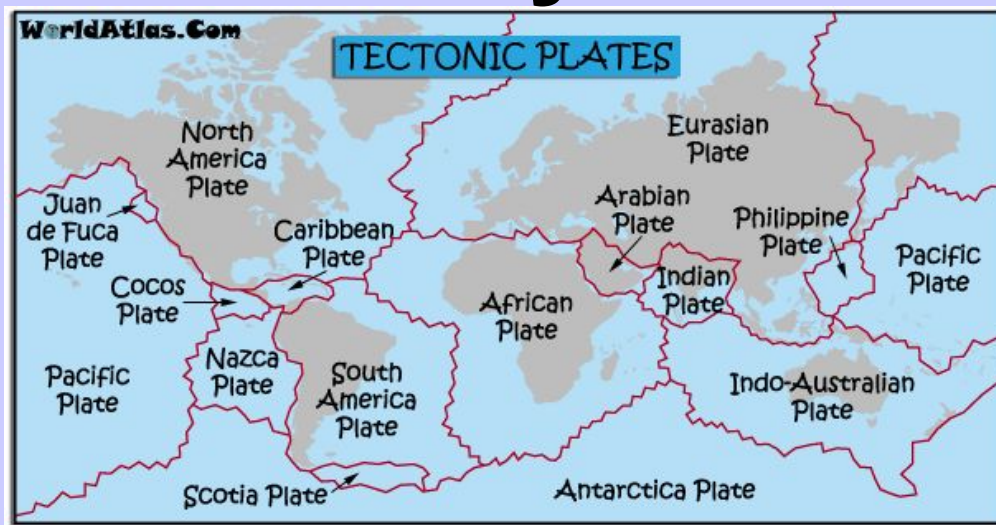 WorldAtlas.Com
TECTONIC PLATES
North
America
Plate
Eurasian
Plate
Juan
de Fuca
Plate
Caribbean
Plate
Arabian
Plate
Philippine
Plate
Pacific
Plate
Cocos
Plate
African
Plate
Indian
Plate
Pacific
Plate
Nazca
Plate
South
America
Plate
Indo-Australian
Plate
Scotia Plate
Antarctica Plate